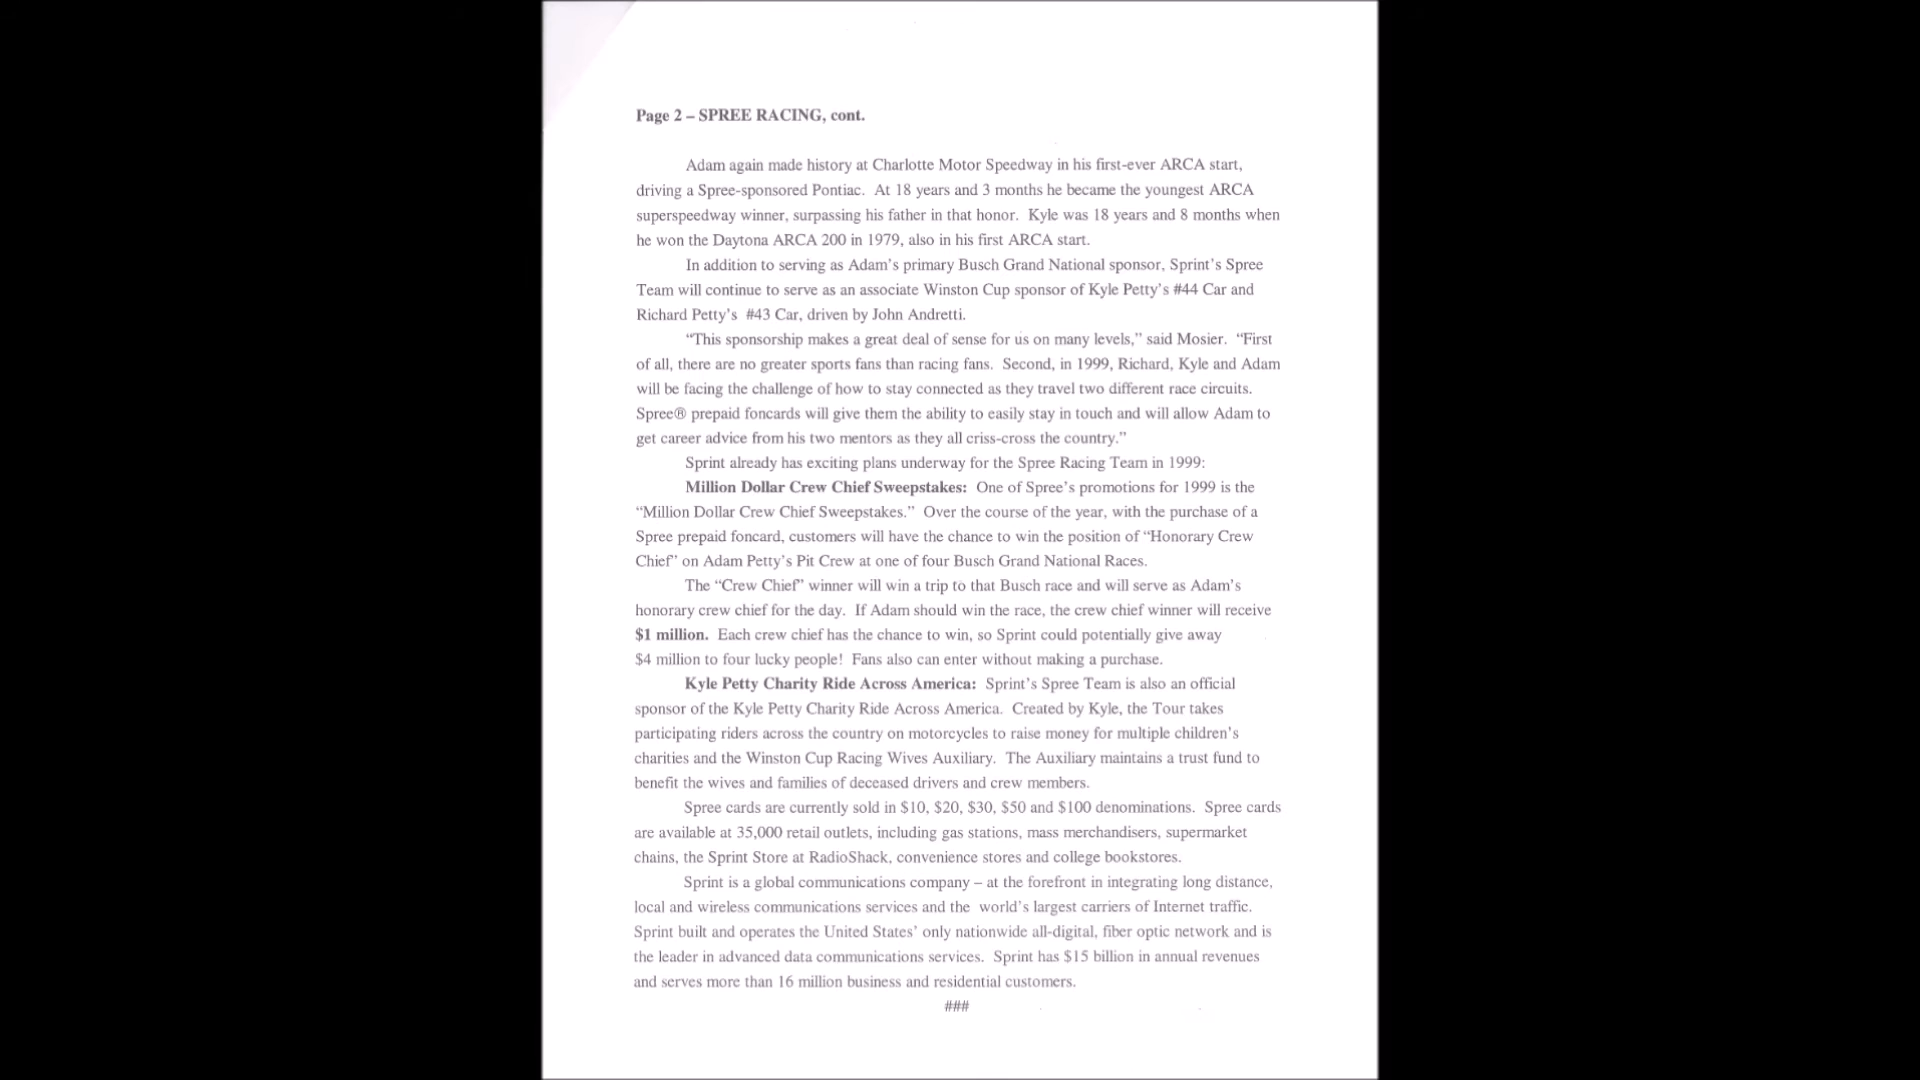 Page 2 – SPREE RACING, cont.
Adam again made history at Charlotte Motor Speedway in his first-ever ARCA start,
driving a Spree-sponsored Pontiac. At 18 years and 3 months he became the youngest ARCA
superspeedway winner, surpassing his father in that honor. Kyle was 18 years and 8 months when
he won the Daytona ARCA 200 in 1979, also in his first ARCA start.
In addition to serving as Adam’s primary Busch Grand National sponsor, Sprint’s Spree
Team will continue to serve as an associate Winston Cup sponsor of Kyle Petty’s #44 Car and
Richard Petty’s #43 Car, driven by John Andretti.
“This sponsorship makes a great deal of sense for us on many levels,” said Mosier. “First
of all, there are no greater sports fans than racing fans. Second, in 1999, Richard, Kyle and Adam
will be facing the challenge of how to stay connected as they travel two different race circuits.
Spree® prepaid foncards will give them the ability to easily stay in touch and will allow Adam to
get career advice from his two mentors as they all criss-cross the country.”
Sprint already has exciting plans underway for the Spree Racing Team in 1999:
Million Dollar Crew Chief Sweepstakes: One of Spree’s promotions for 1999 is the
“Million Dollar Crew Chief Sweepstakes.” Over the course of the year, with the purchase of a
Spree prepaid foncard, customers will have the chance to win the position of “Honorary Crew
Chief” on Adam Petty’s Pit Crew at one of four Busch Grand National Races.
The “Crew Chief” winner will win a trip to that Busch race and will serve as Adam’s
honorary crew chief for the day. If Adam should win the race, the crew chief winner will receive
$1 million. Each crew chief has the chance to win, so Sprint could potentially give away
$4 million to four lucky people! Fans also can enter without making a purchase.
Kyle Petty Charity Ride Across America: Sprint’s Spree Team is also an official
sponsor of the Kyle Petty Charity Ride Across America. Created by Kyle, the Tour takes
participating riders across the country on motorcycles to raise money for multiple children’s
charities and the Winston Cup Racing Wives Auxiliary. The Auxiliary maintains a trust fund to
benefit the wives and families of deceased drivers and crew members.
Spree cards are currently sold in $10, $20, $30, $50 and $100 denominations. Spree cards
are available at 35,000 retail outlets, including gas stations, mass merchandisers, supermarket
chains, the Sprint Store at RadioShack, convenience stores and college bookstores.
Sprint is a global communications company – at the forefront in integrating long distance,
local and wireless communications services and the world’s largest carriers of Internet traffic.
Sprint built and operates the United States’ only nationwide all-digital, fiber optic network and is
the leader in advanced data communications services. Sprint has $15 billion in annual revenues
and serves more than 16 million business and residential customers.
###